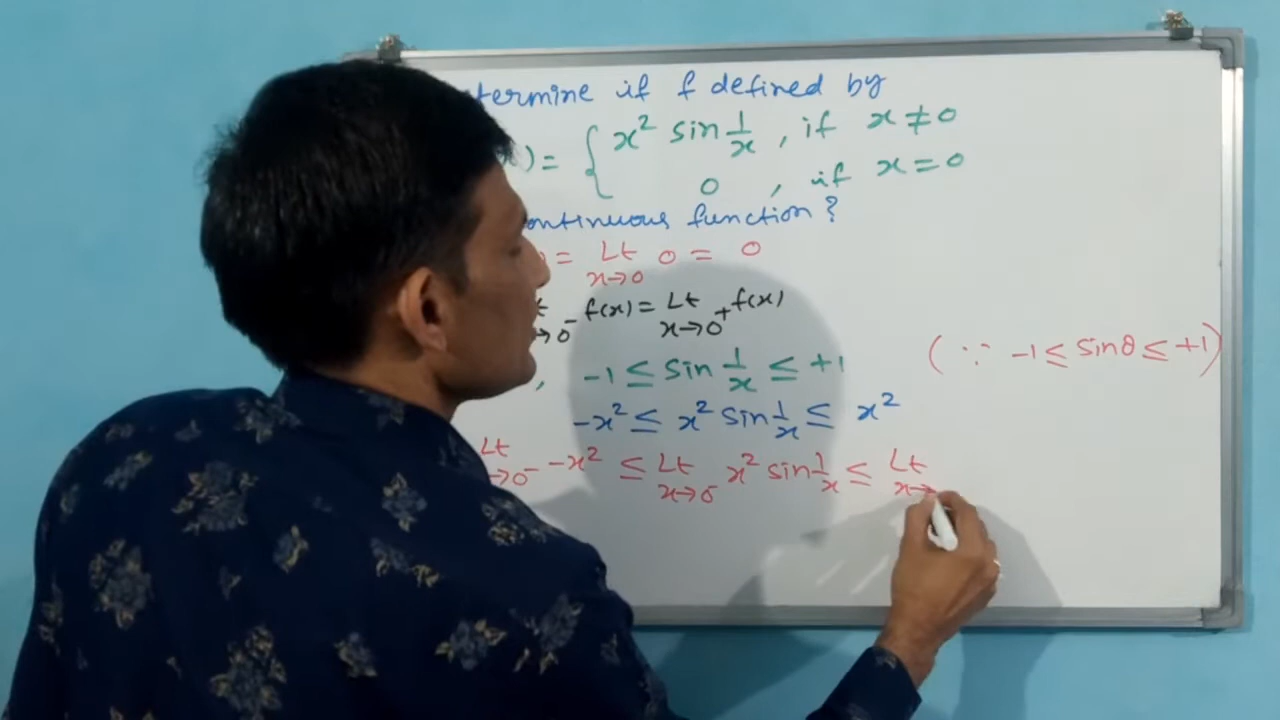 termine if f defined by
)= { x² sin 1/x , if x≠0
0 , if x=0
ontinuous function?
= Lt x→0 0 = 0
→0⁻ f(x) = Lt x→0⁺ f(x)
, -1 ≤ sin 1/x ≤ +1 (∵ -1 ≤ sinθ ≤ +1)
-x² ≤ x² sin 1/x ≤ x²
Lt →0⁻ -x² ≤ Lt x→0⁻ x² sin 1/x ≤ Lt x→